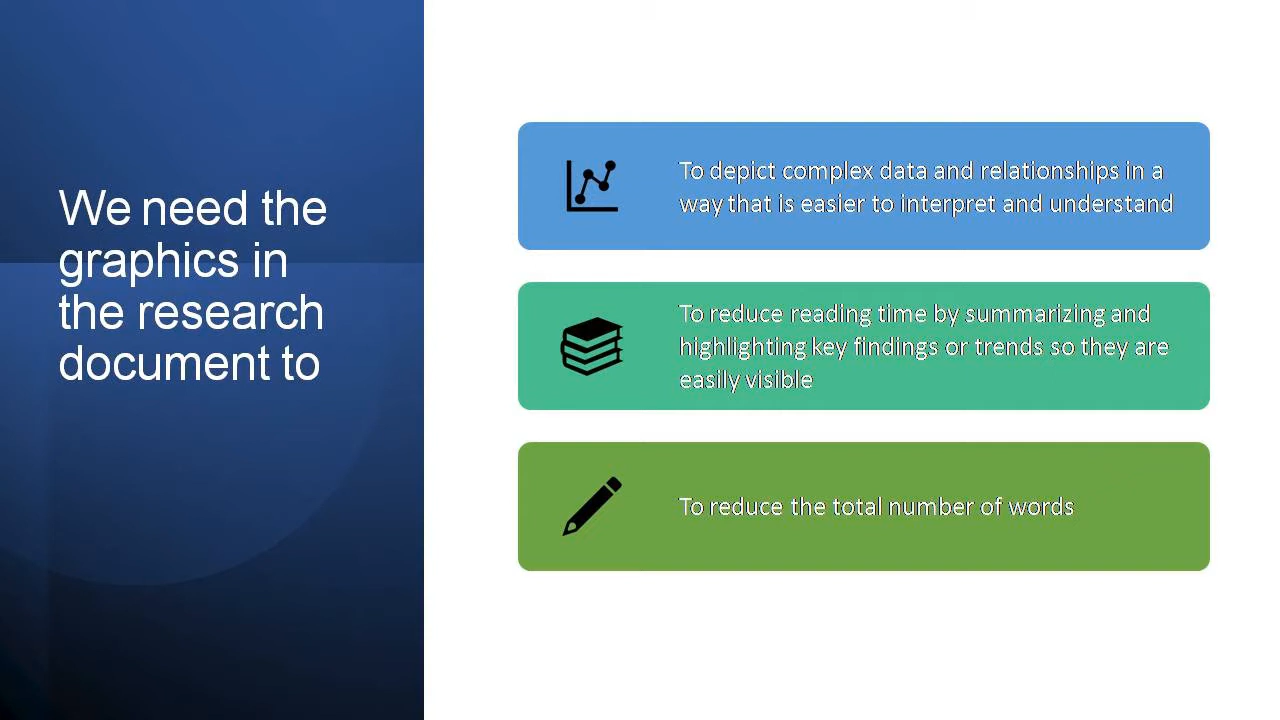 We need the
graphics in
the research
document to
To depict complex data and relationships in a
way that is easier to interpret and understand
To reduce reading time by summarizing and
highlighting key findings or trends so they are
easily visible
To reduce the total number of words